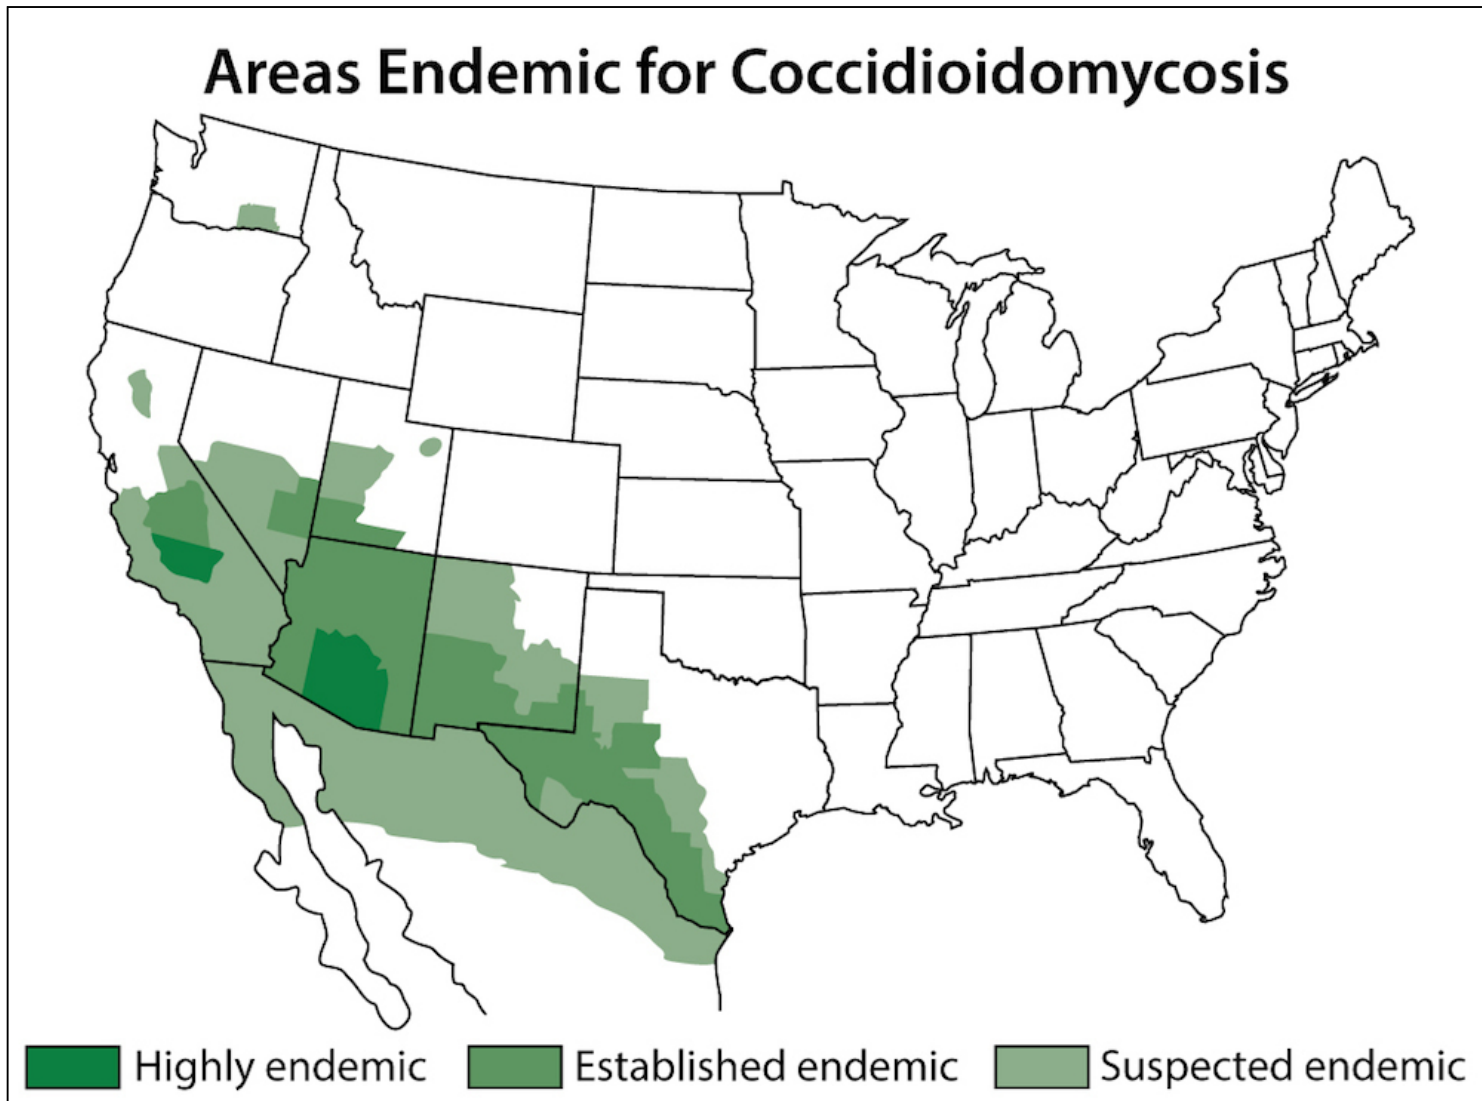 Areas Endemic for Coccidioidomycosis
Highly endemic
Established endemic
Suspected endemic